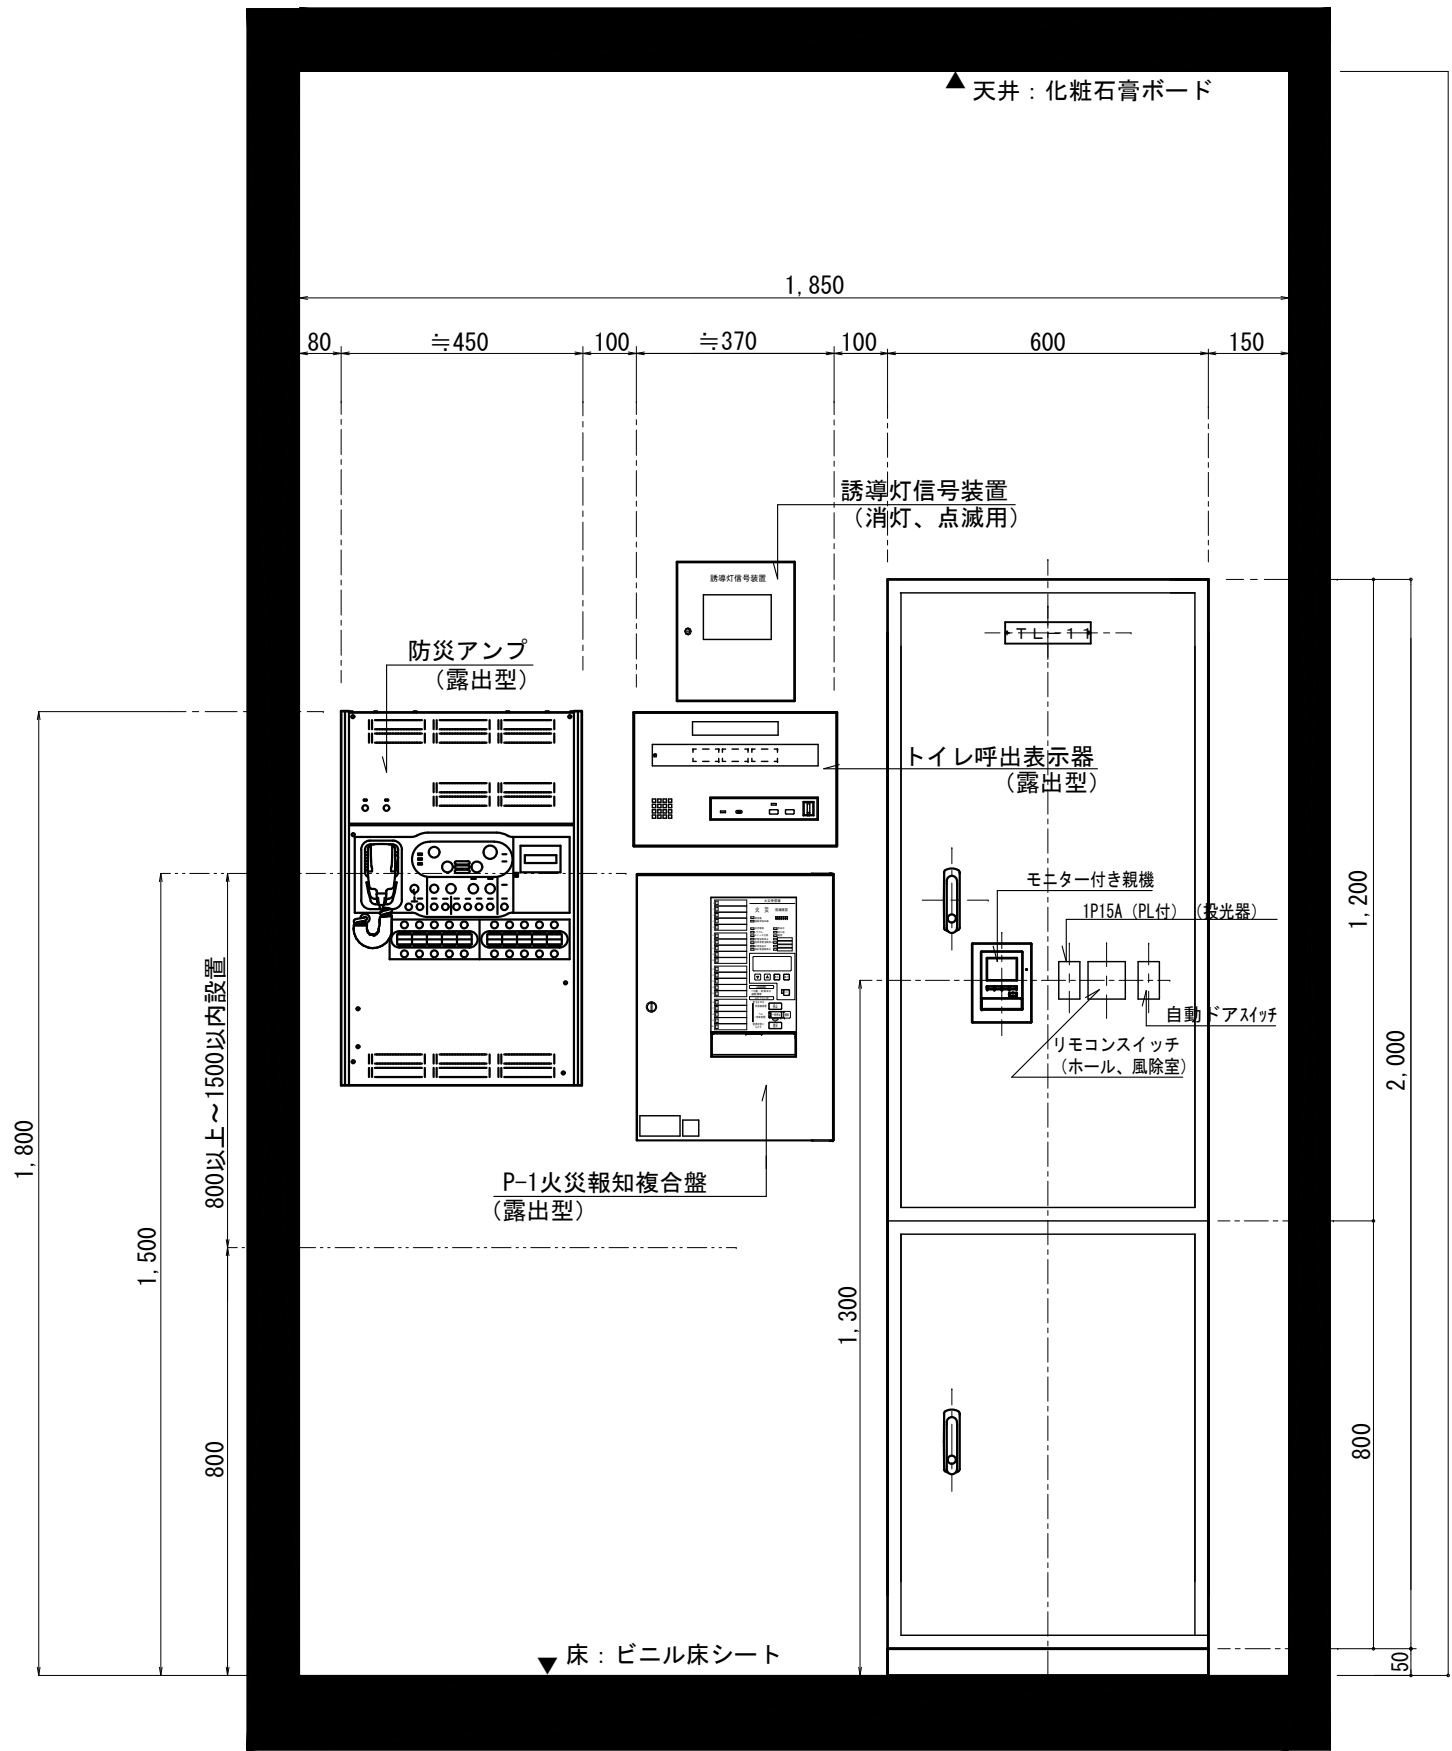 天井：化粧石膏ボード
1,850
80
≒450
100
≒370
100
600
150
誘導灯信号装置
（消灯、点滅用）
誘導灯信号装置
TL-11
防災アンプ
（露出型）
トイレ呼出表示器
（露出型）
モニター付き親機
1P15A（PL付）（投光器）
自動ドアスイッチ
リモコンスイッチ
（ホール、風除室）
P-1火災報知複合盤
（露出型）
1,800
1,500
800以上～1500以内設置
800
1,300
1,200
2,000
800
50
床：ビニル床シート